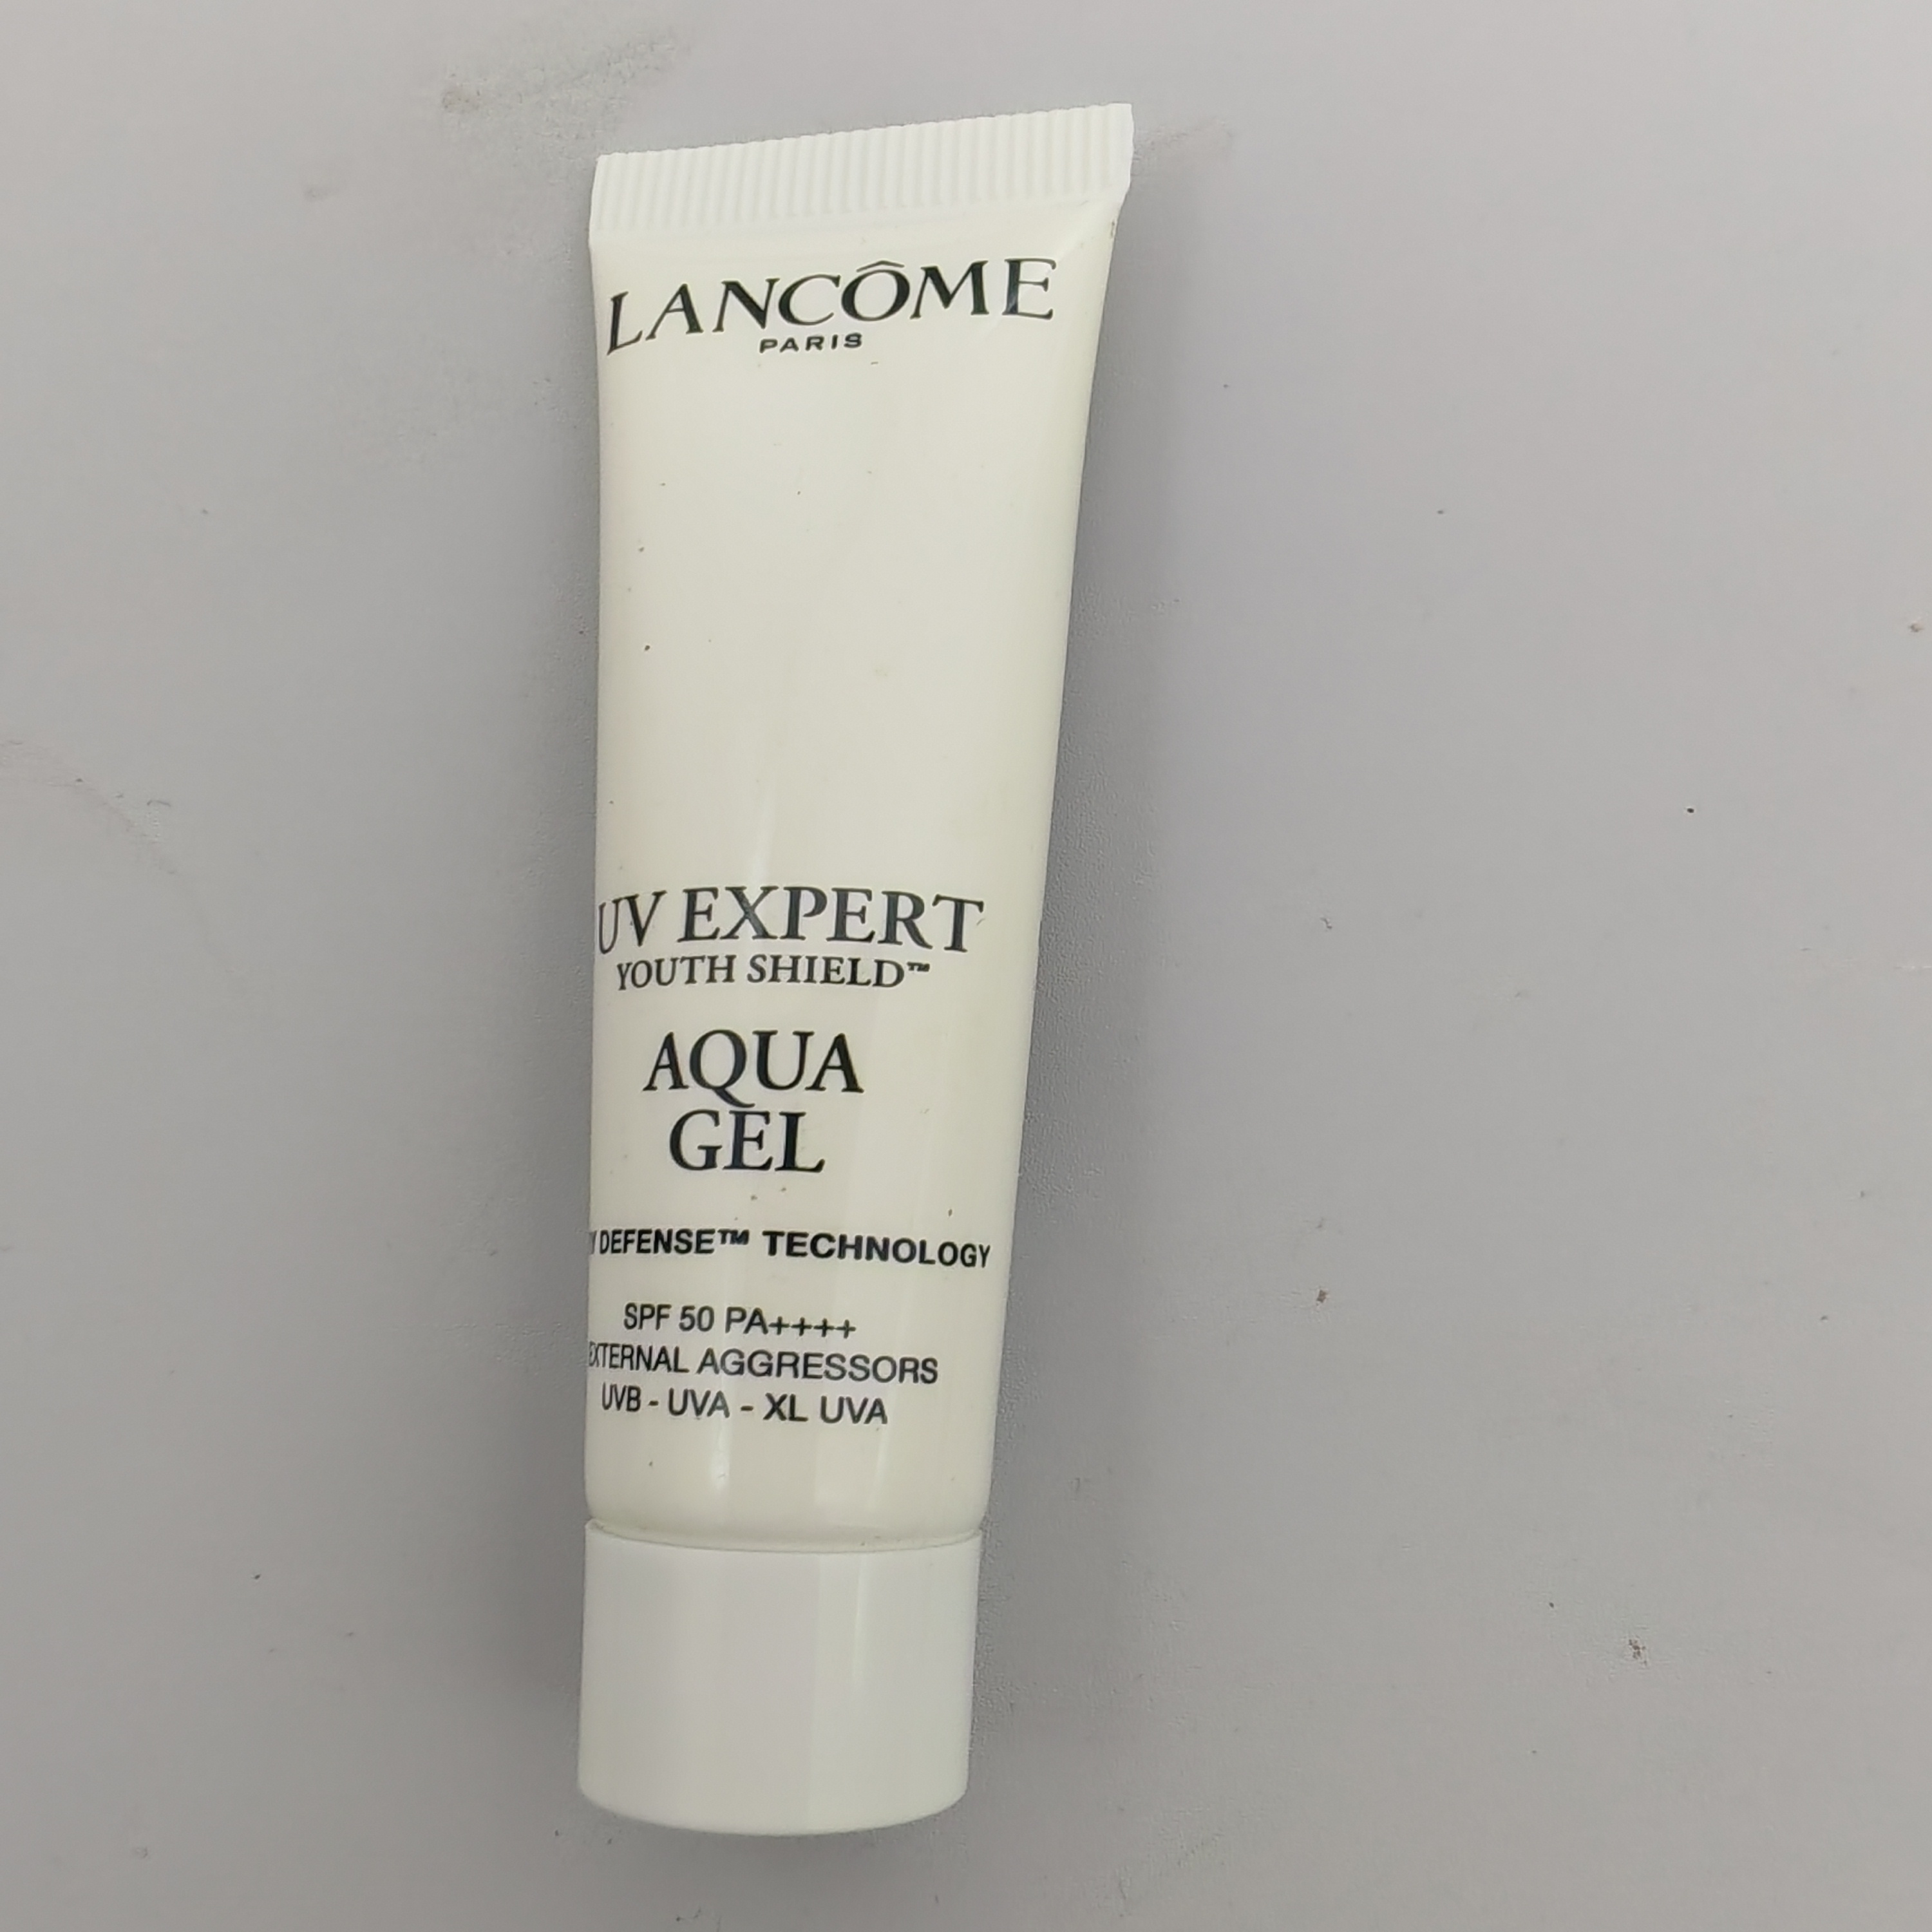 LANCÔME
PARIS
UV EXPERT
YOUTH SHIELD™
AQUA
GEL
Y DEFENSE™ TECHNOLOGY
SPF 50 PA++++
EXTERNAL AGGRESSORS
UVB - UVA - XL UVA